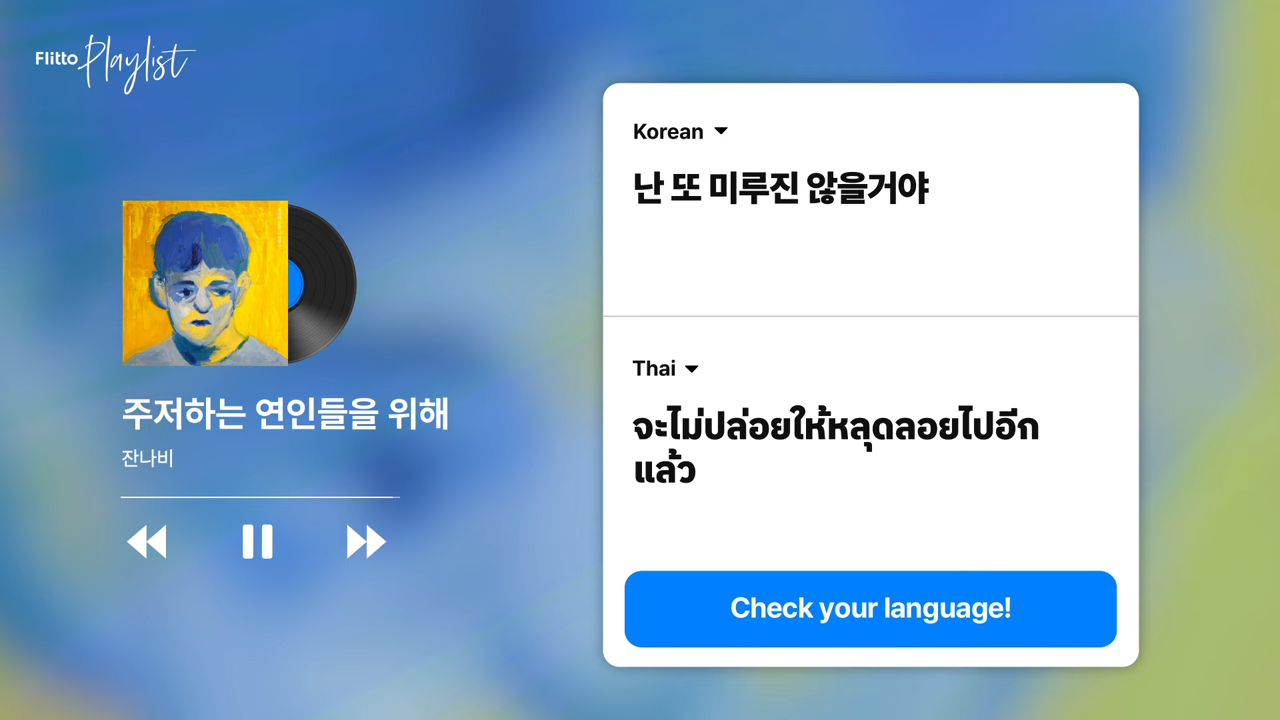 Flitto Playlist
주저하는 연인들을 위해
잔나비
Korean
난 또 미루진 않을거야
Thai
จะไม่ปล่อยให้หลุดลอยไปอีก
แล้ว
Check your language!